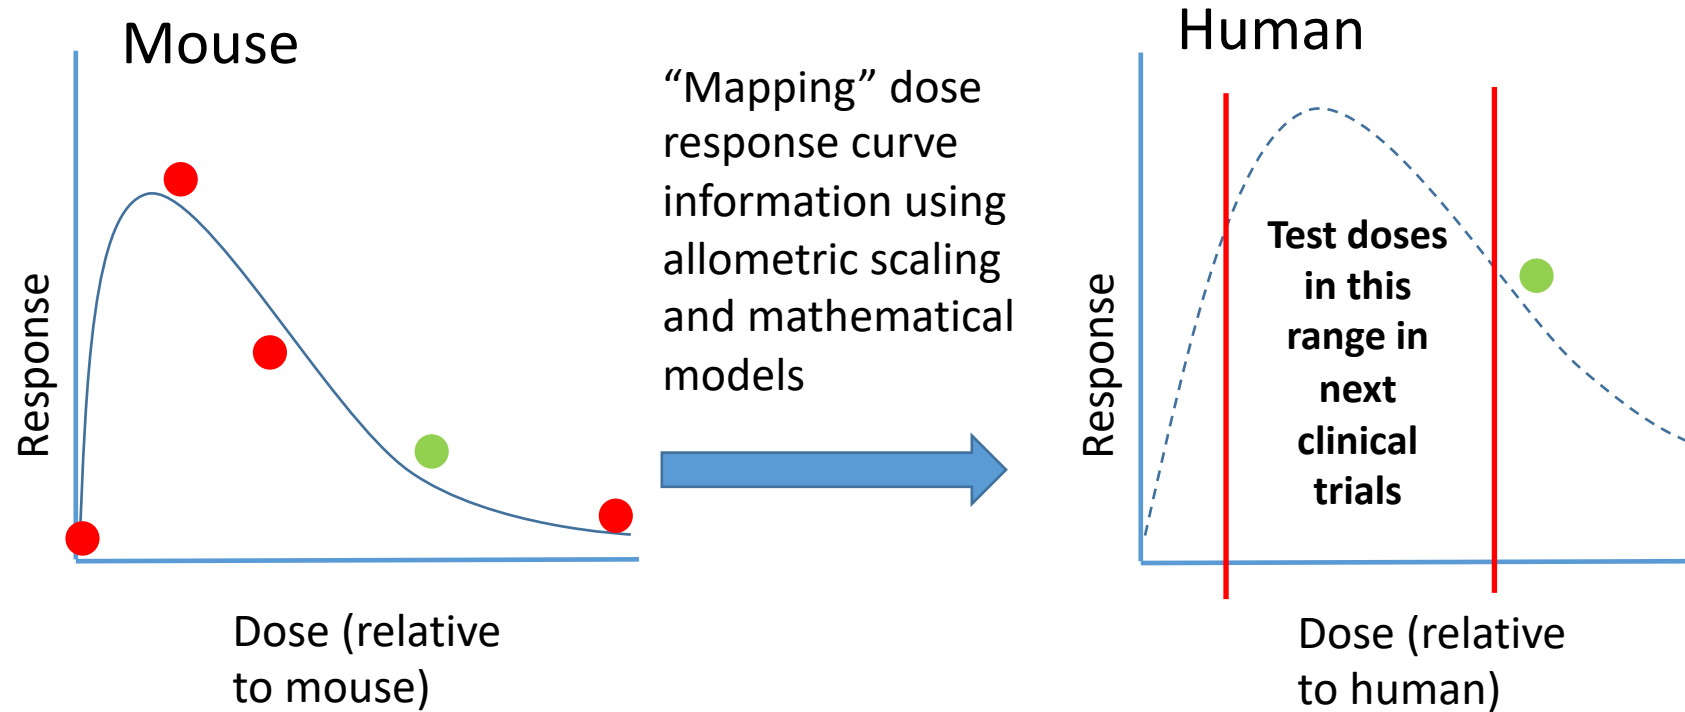 Mouse
Response
Dose (relative
to mouse)
“Mapping” dose
response curve
information using
allometric scaling
and mathematical
models
Human
Response
Test doses
in this
range in
next
clinical
trials
Dose (relative
to human)